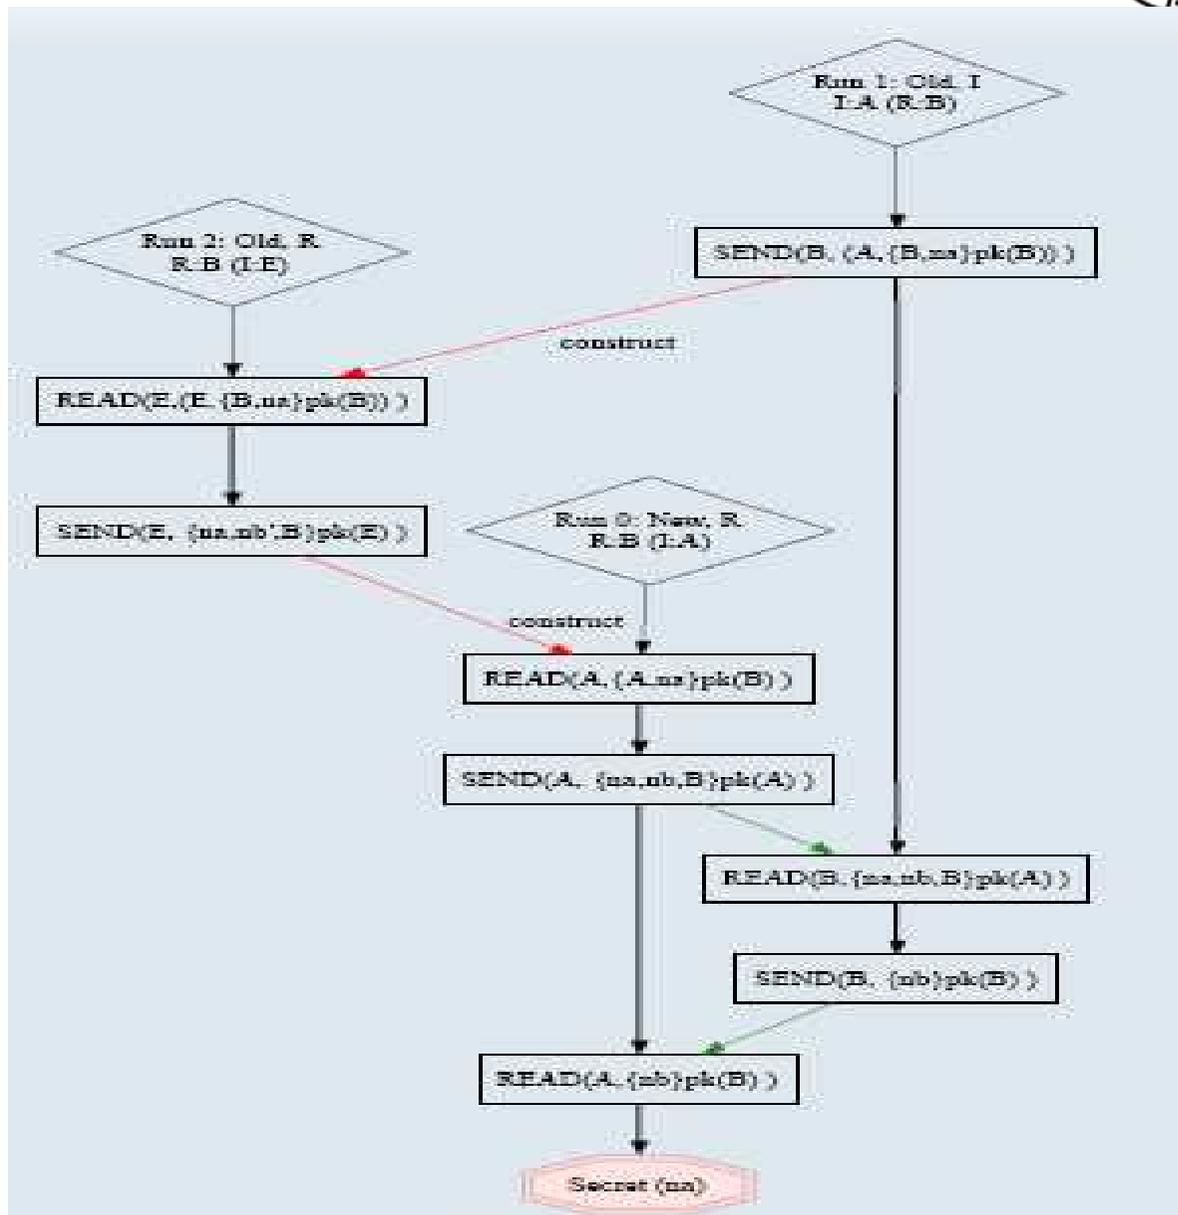 Run 1: Old, I
I:A (R:B)
SEND(B, (A,{B,na}pk(B)) )
Run 2: Old, R
R:B (I:E)
construct
READ(E,(E,{B,na}pk(B)) )
SEND(E, {na,nb',B}pk(E) )
Run 0: New, R
R:B (I:A)
construct
READ(A,{A,na}pk(B) )
SEND(A, {na,nb,B}pk(A) )
READ(B,{na,nb,B}pk(A) )
SEND(B, {nb}pk(B) )
READ(A,{nb}pk(B) )
Secret (na)